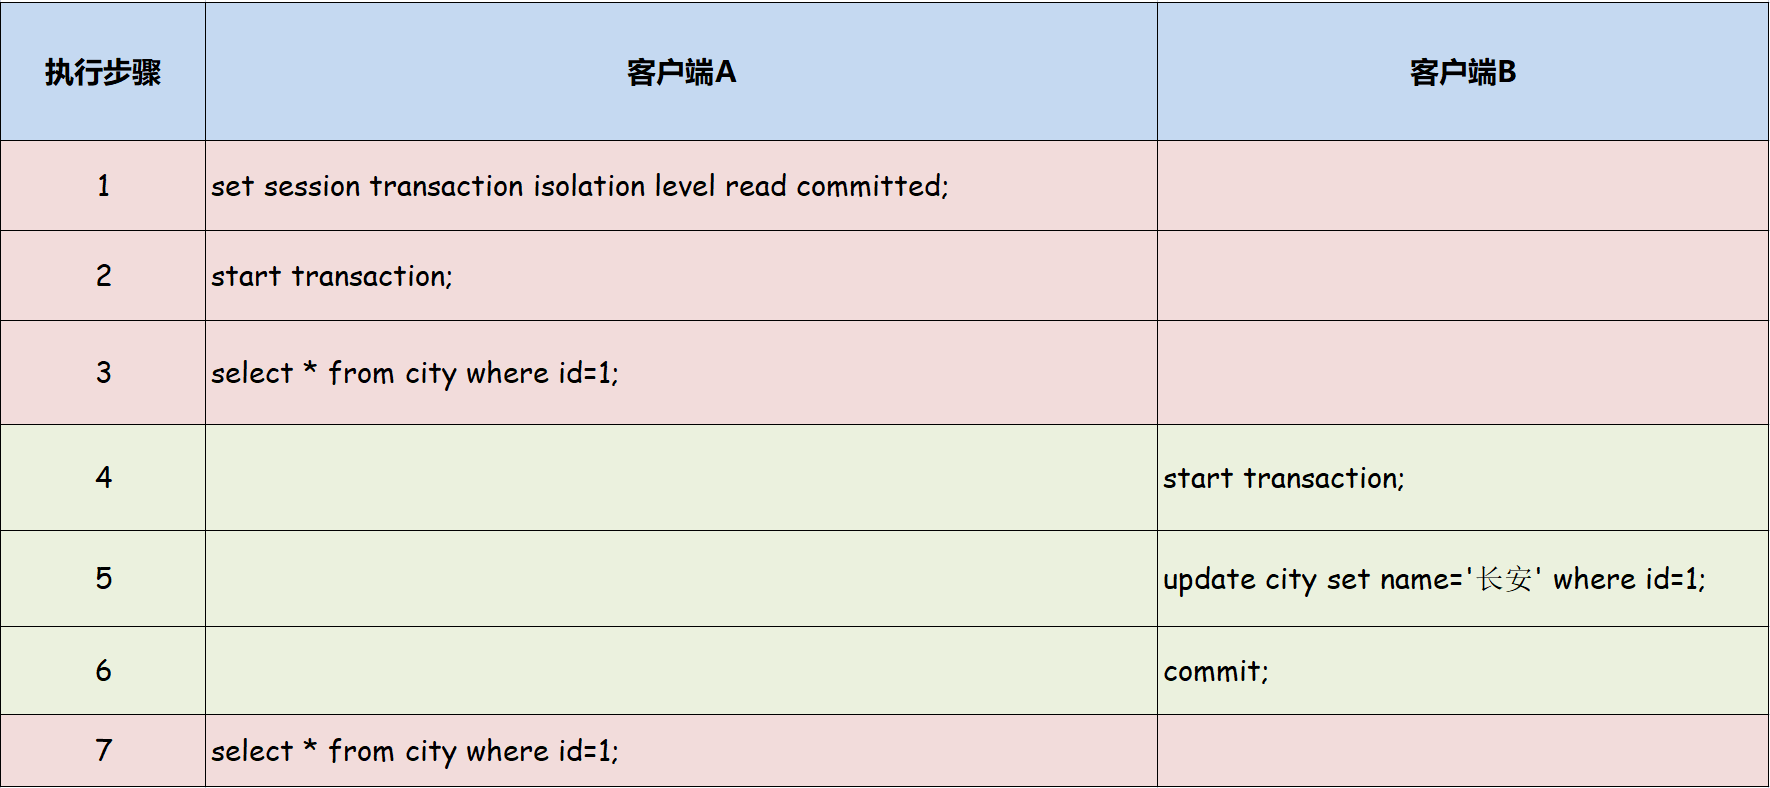 执行步骤 客户端A 客户端B
1 set session transaction isolation level read committed;
2 start transaction;
3 select * from city where id=1;
4 start transaction;
5 update city set name='长安' where id=1;
6 commit;
7 select * from city where id=1;